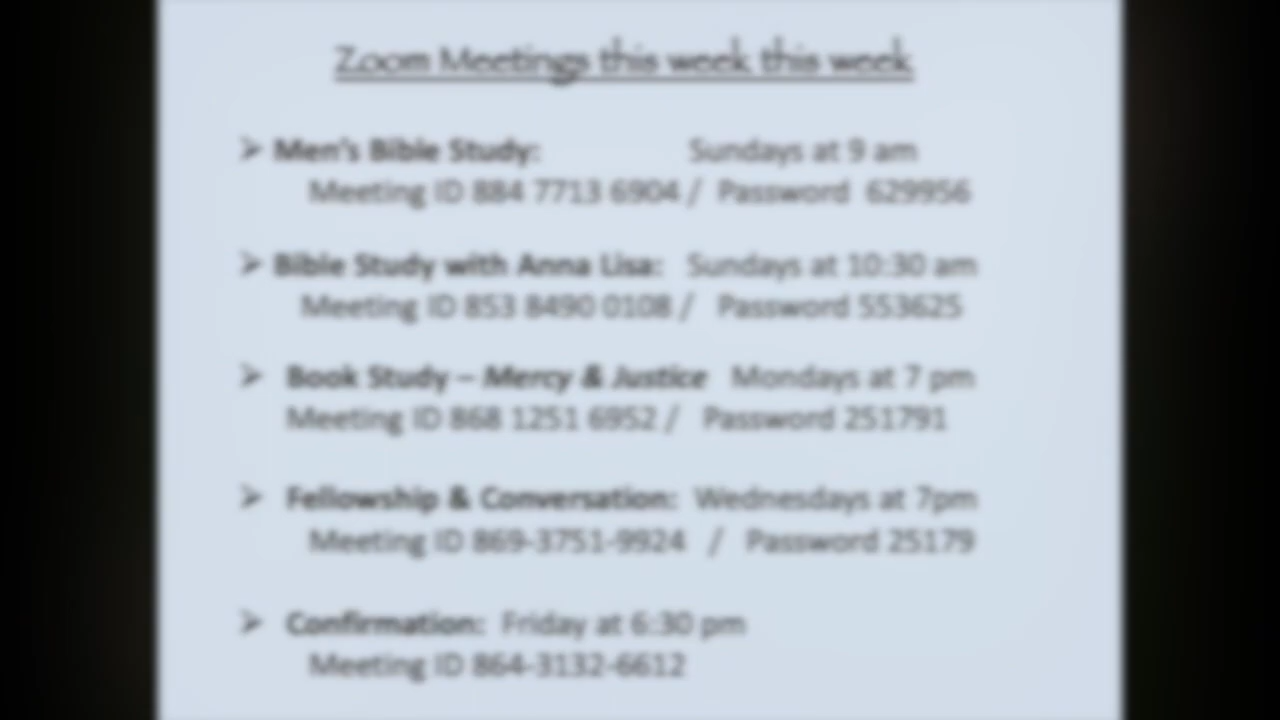 Zoom Meetings this week this week
➢ Men's Bible Study: Sundays at 9 am
Meeting ID 884 7713 6904 / Password 629956
➢ Bible Study with Anna Lisa: Sundays at 10:30 am
Meeting ID 853 8490 0108 / Password 553625
➢ Book Study – Mercy & Justice Mondays at 7 pm
Meeting ID 868 1251 6952 / Password 251791
➢ Fellowship & Conversation: Wednesdays at 7pm
Meeting ID 869-3751-9924 / Password 25179
➢ Confirmation: Friday at 6:30 pm
Meeting ID 864-3132-6612